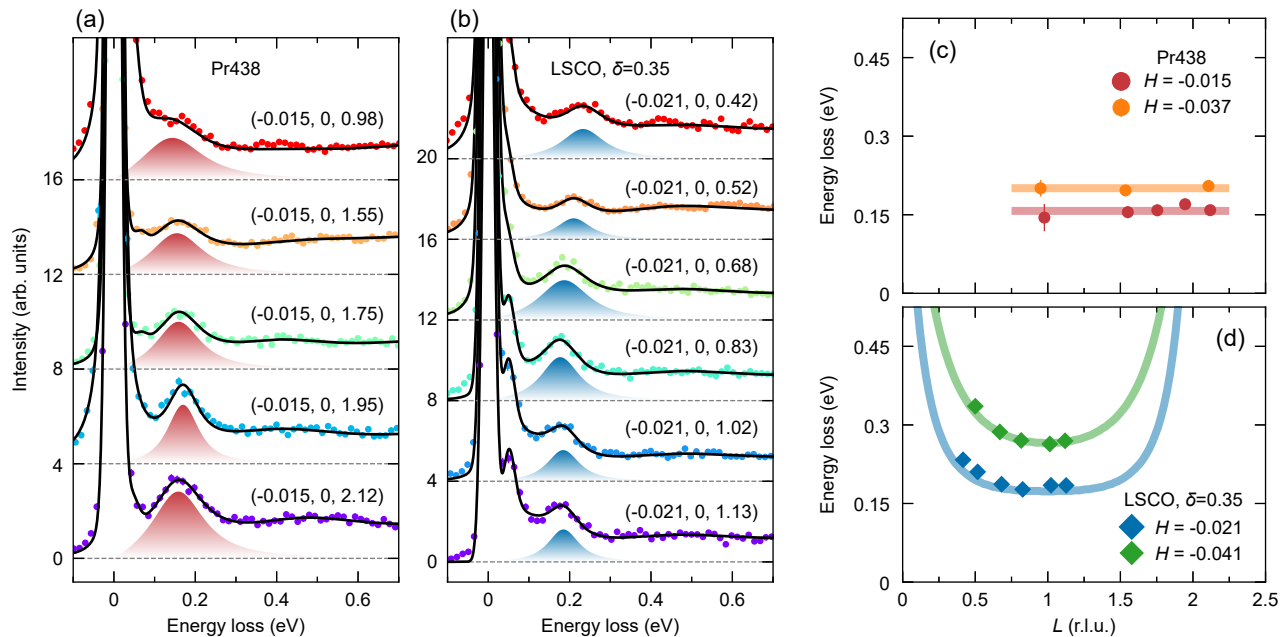 (a)
Pr438
(-0.015, 0, 0.98)
(-0.015, 0, 1.55)
(-0.015, 0, 1.75)
(-0.015, 0, 1.95)
(-0.015, 0, 2.12)
16
12
8
4
0
Intensity (arb. units)
0 0.2 0.4 0.6
Energy loss (eV)
(b)
LSCO, δ=0.35
(-0.021, 0, 0.42)
(-0.021, 0, 0.52)
(-0.021, 0, 0.68)
(-0.021, 0, 0.83)
(-0.021, 0, 1.02)
(-0.021, 0, 1.13)
20
16
12
8
4
0
0 0.2 0.4 0.6
Energy loss (eV)
(c)
Pr438
H = -0.015
H = -0.037
0.45
0.3
0.15
0
Energy loss (eV)
(d)
LSCO, δ=0.35
H = -0.021
H = -0.041
0.45
0.3
0.15
0
Energy loss (eV)
0 0.5 1.0 1.5 2.0 2.5
L (r.l.u.)